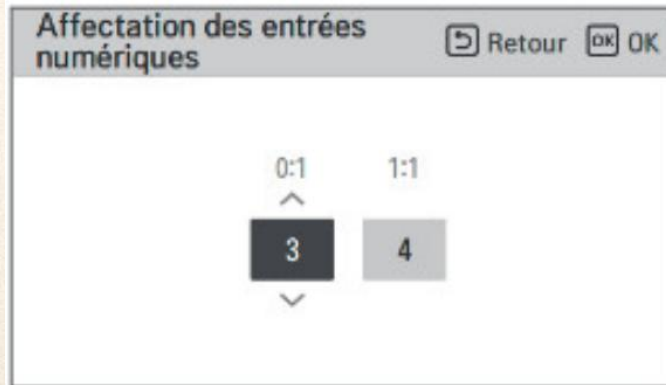 Affectation des entrées
numériques
Retour OK OK
0:1 1:1
3 4